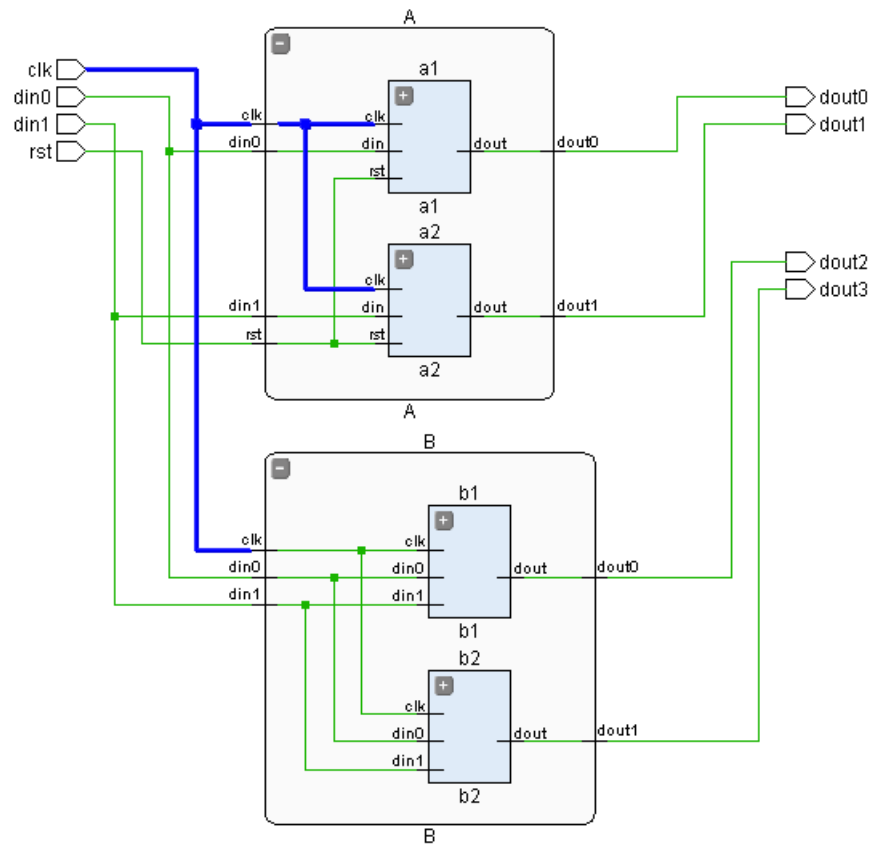 A
clk
din0
din1
rst
a1
clk
clk
din0
din
rst
dout
dout0
a1
a2
clk
din1
din
rst
rst
dout
dout1
a2
A
dout0
dout1
dout2
dout3
B
b1
clk
clk
din0
din0
din1
din1
dout
dout0
b1
b2
clk
din0
din1
dout
dout1
b2
B